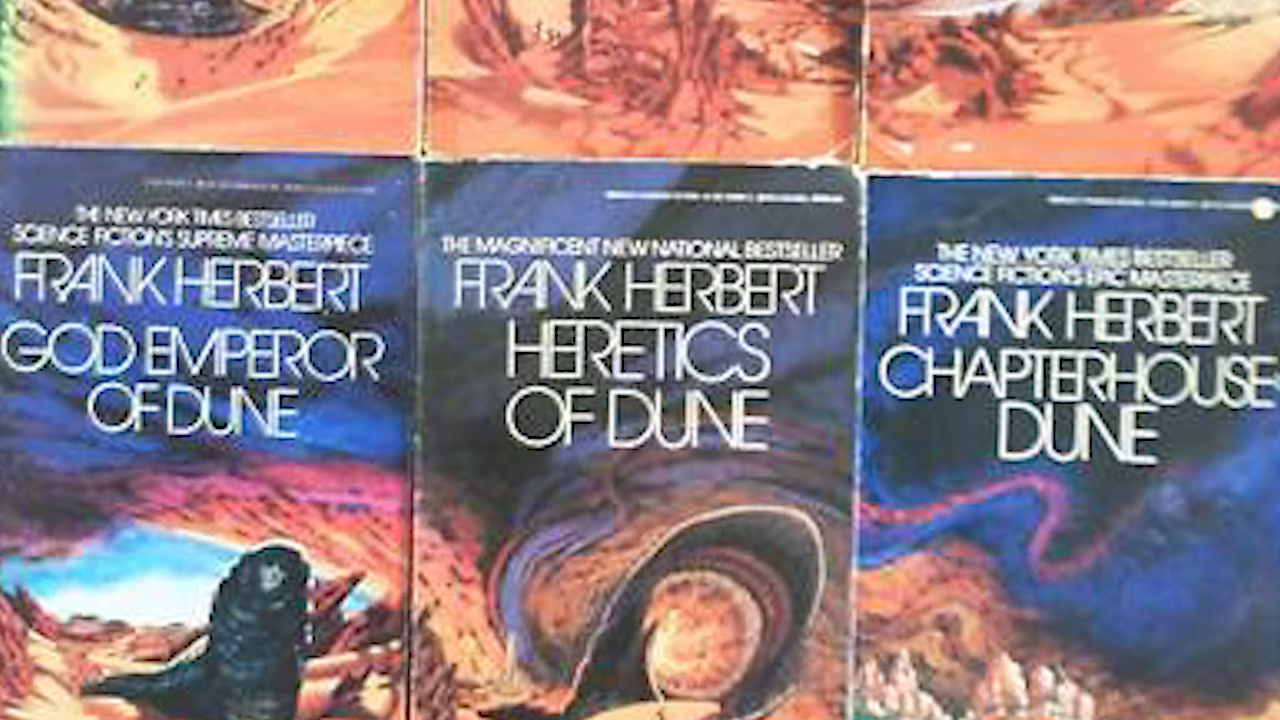 THE NEW YORK TIMES BESTSELLER
SCIENCE FICTION'S SUPREME MASTERPIECE
FRANK HERBERT
GOD EMPEROR
OF DUNE
THE MAGNIFICENT NEW NATIONAL BESTSELLER
FRANK HERBERT
HERETICS
OF DUNE
THE NEW YORK TIMES BESTSELLER
SCIENCE FICTION'S EPIC MASTERPIECE
FRANK HERBERT
CHAPTERHOUSE
DUNE